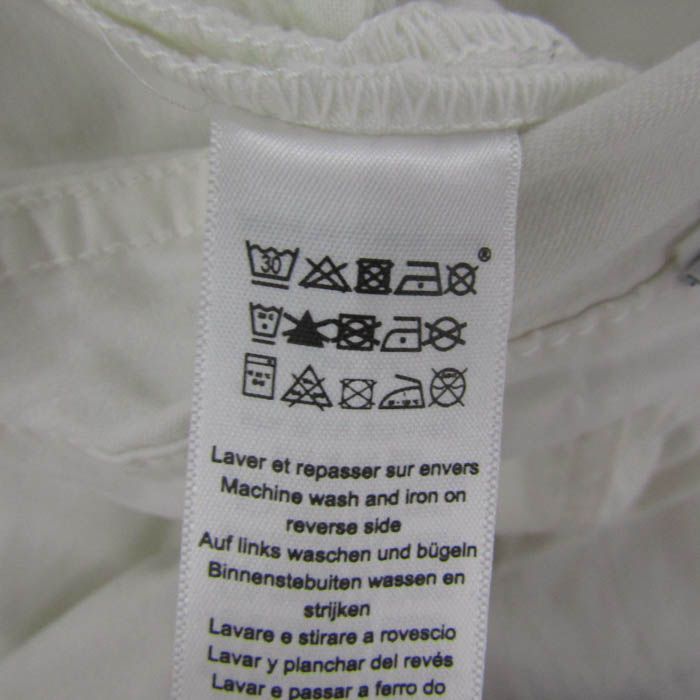 30 ®
Laver et repasser sur envers
Machine wash and iron on
reverse side
Auf links waschen und bügeln
Binnenstebuiten wassen en
strijken
Lavare e stirare a rovescio
Lavar y planchar del revés
Lavar e passar a ferro do